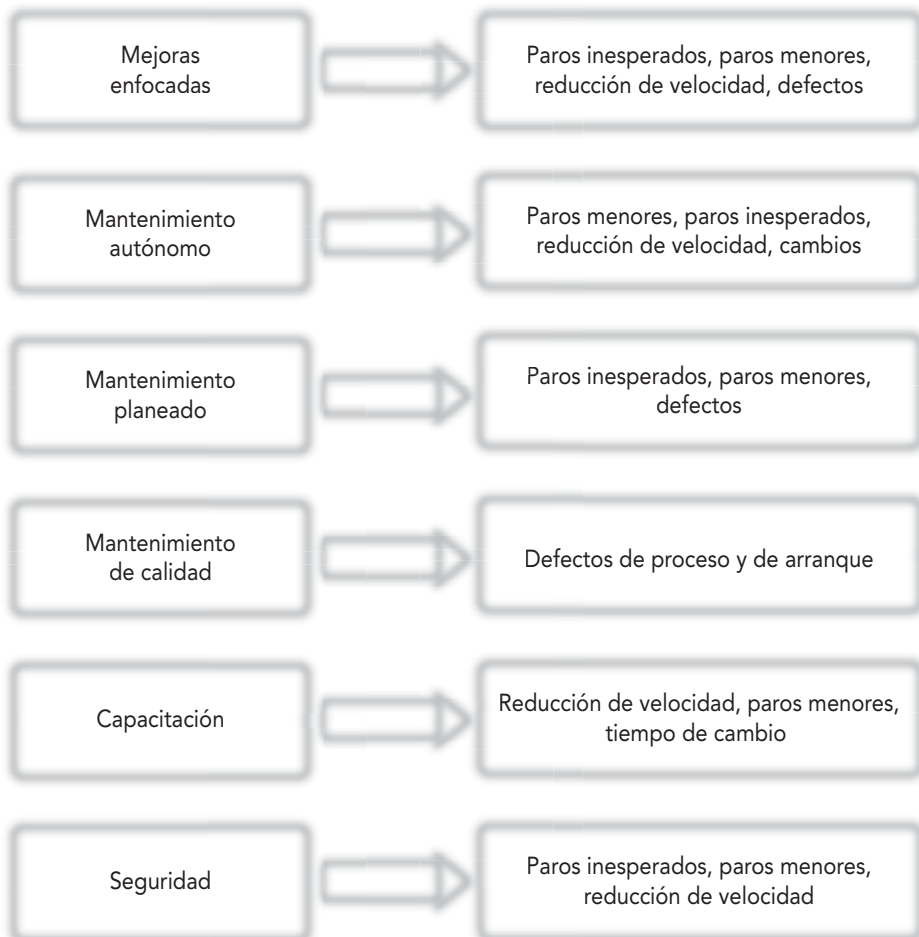 Mejoras
enfocadas
Paros inesperados, paros menores,
reducción de velocidad, defectos
Mantenimiento
autónomo
Paros menores, paros inesperados,
reducción de velocidad, cambios
Mantenimiento
planeado
Paros inesperados, paros menores,
defectos
Mantenimiento
de calidad
Defectos de proceso y de arranque
Capacitación
Reducción de velocidad, paros menores,
tiempo de cambio
Seguridad
Paros inesperados, paros menores,
reducción de velocidad